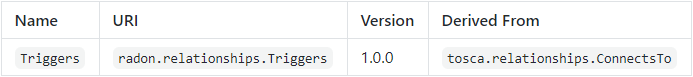 Name URI Version Derived From
Triggers radon.relationships.Triggers 1.0.0 tosca.relationships.ConnectsTo